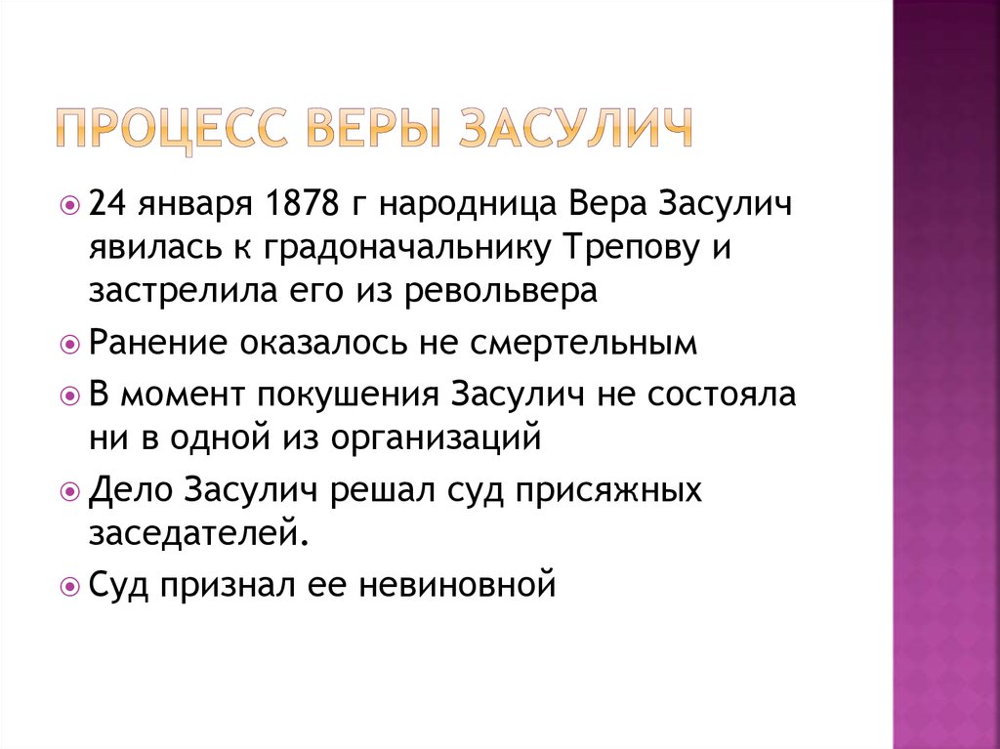 ПРОЦЕСС ВЕРЫ ЗАСУЛИЧ
24 января 1878 г народница Вера Засулич
явилась к градоначальнику Трепову и
застрелила его из револьвера
Ранение оказалось не смертельным
В момент покушения Засулич не состояла
ни в одной из организаций
Дело Засулич решал суд присяжных
заседателей.
Суд признал ее невиновной